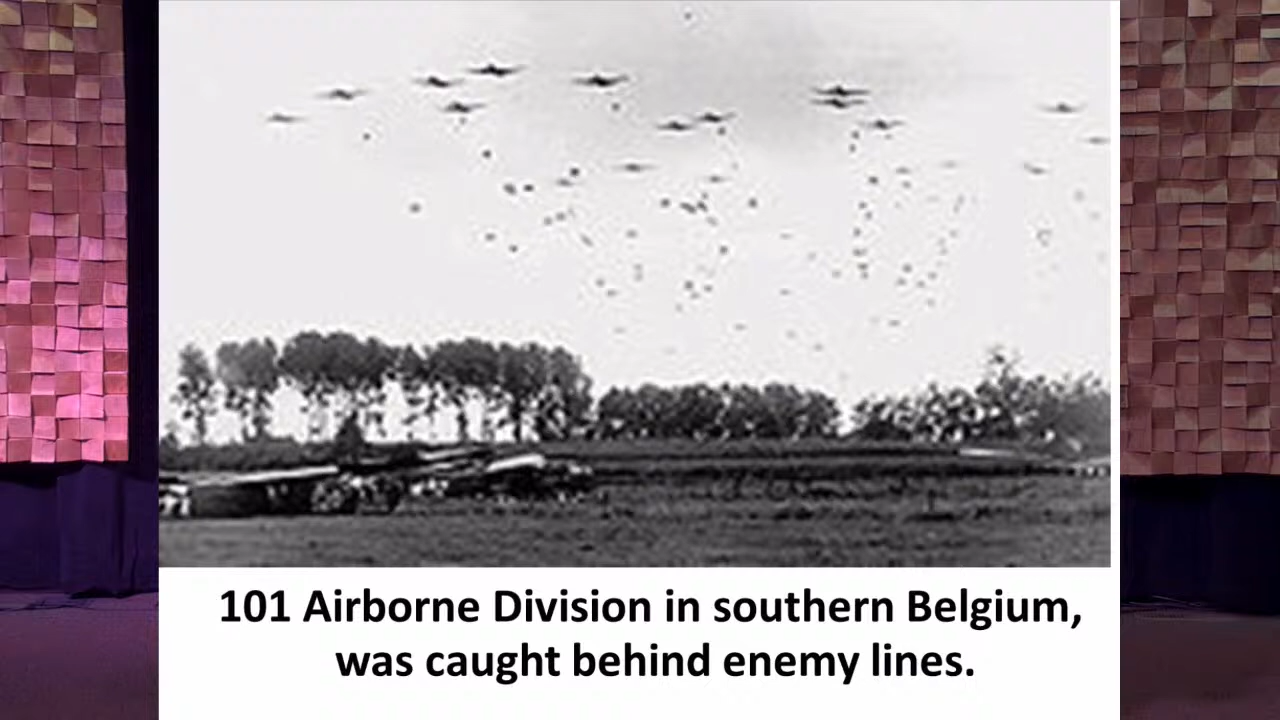 101 Airborne Division in southern Belgium,
was caught behind enemy lines.